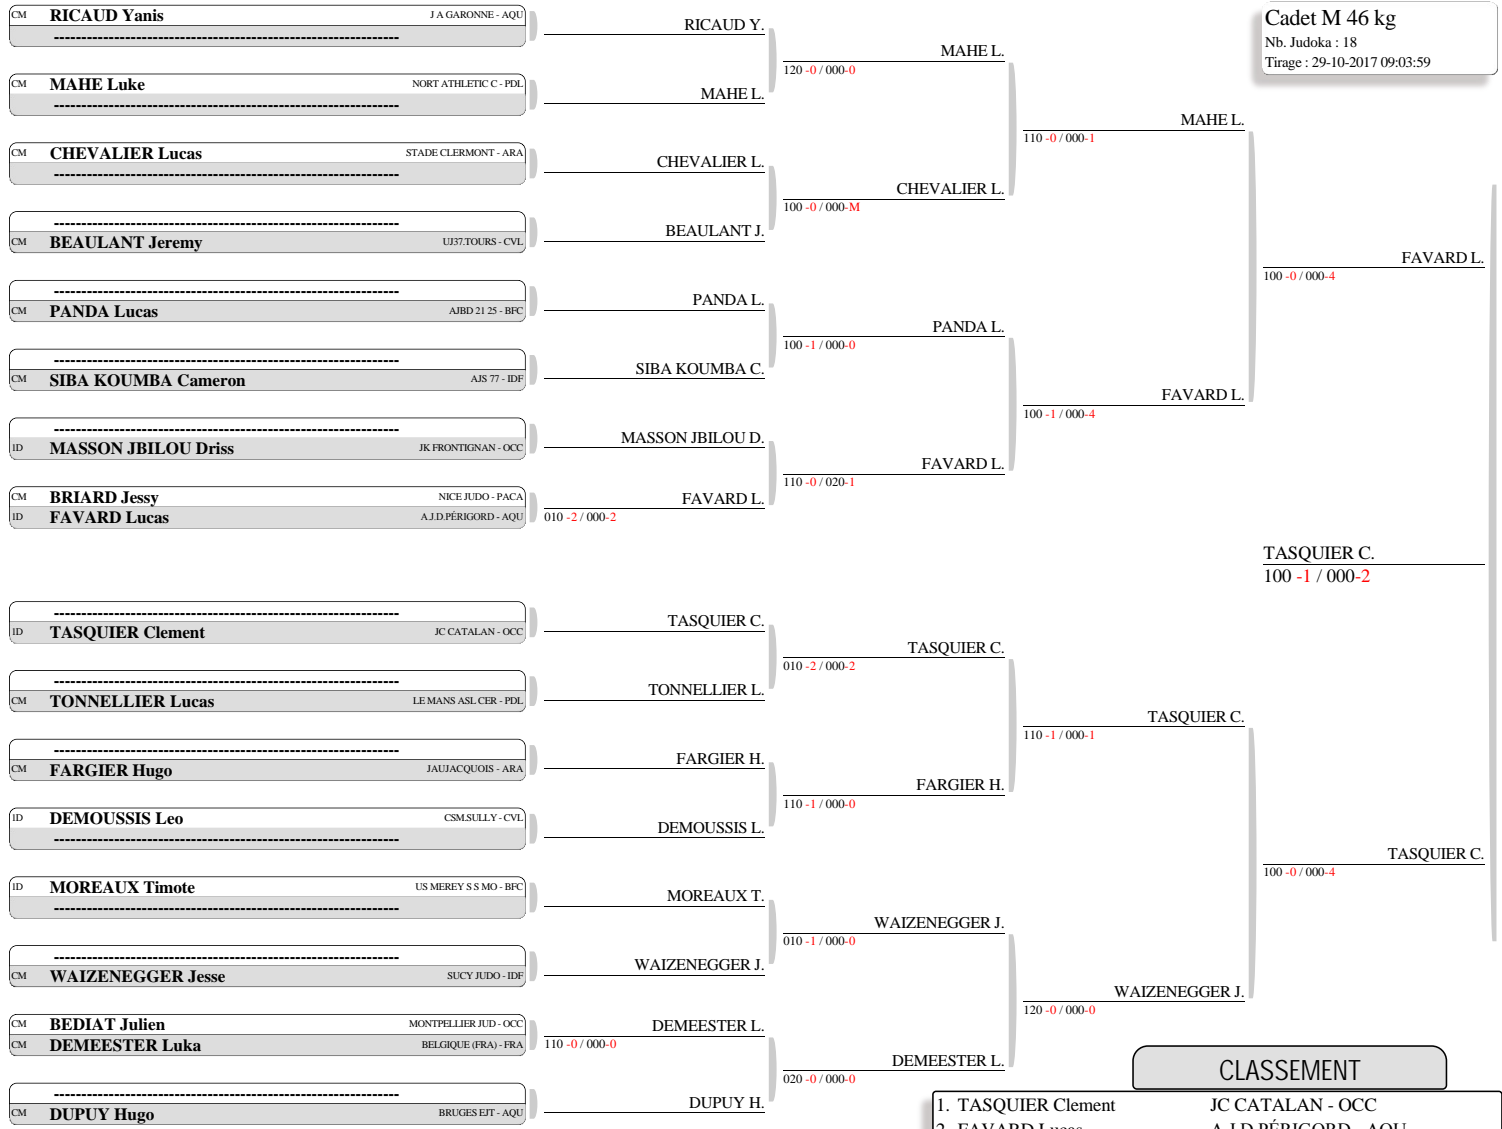 Cadet M 46 kg
Nb. Judoka : 18
Tirage : 29-10-2017 09:03:59
CM RICAUD Yanis J A GARONNE - AQU
----------------------------------------------------------------
CM MAHE Luke NORT ATHLETIC C - PDL
----------------------------------------------------------------
CM CHEVALIER Lucas STADE CLERMONT - ARA
----------------------------------------------------------------
----------------------------------------------------------------
CM BEAULANT Jeremy UJ37.TOURS - CVL
----------------------------------------------------------------
CM PANDA Lucas AJBD 21 25 - BFC
----------------------------------------------------------------
CM SIBA KOUMBA Cameron AJS 77 - IDF
----------------------------------------------------------------
1D MASSON JBILOU Driss JK FRONTIGNAN - OCC
CM BRIARD Jessy NICE JUDO - PACA
1D FAVARD Lucas A.J.D.PÉRIGORD - AQU
----------------------------------------------------------------
1D TASQUIER Clement JC CATALAN - OCC
----------------------------------------------------------------
CM TONNELLIER Lucas LE MANS ASL CER - PDL
----------------------------------------------------------------
CM FARGIER Hugo JAUJACQUOIS - ARA
1D DEMOUSSIS Leo CSM.SULLY - CVL
----------------------------------------------------------------
1D MOREAUX Timote US MEREY S S MO - BFC
----------------------------------------------------------------
----------------------------------------------------------------
CM WAIZENEGGER Jesse SUCY JUDO - IDF
CM BEDIAT Julien MONTPELLIER JUD - OCC
CM DEMEESTER Luka BELGIQUE (FRA) - FRA
----------------------------------------------------------------
CM DUPUY Hugo BRUGES EJT - AQU
RICAUD Y.
MAHE L.
CHEVALIER L.
BEAULANT J.
PANDA L.
SIBA KOUMBA C.
MASSON JBILOU D.
FAVARD L.
010 -2 / 000-2
TASQUIER C.
TONNELLIER L.
FARGIER H.
DEMOUSSIS L.
MOREAUX T.
WAIZENEGGER J.
DEMEESTER L.
110 -0 / 000-0
DUPUY H.
MAHE L.
120 -0 / 000-0
CHEVALIER L.
100 -0 / 000-M
PANDA L.
100 -1 / 000-0
FAVARD L.
110 -0 / 020-1
TASQUIER C.
010 -2 / 000-2
FARGIER H.
110 -1 / 000-0
WAIZENEGGER J.
010 -1 / 000-0
DEMEESTER L.
020 -0 / 000-0
MAHE L.
110 -0 / 000-1
FAVARD L.
100 -1 / 000-4
TASQUIER C.
110 -1 / 000-1
WAIZENEGGER J.
120 -0 / 000-0
FAVARD L.
100 -0 / 000-4
TASQUIER C.
100 -0 / 000-4
TASQUIER C.
100 -1 / 000-2
CLASSEMENT
1. TASQUIER Clement JC CATALAN - OCC
2. FAVARD Lucas A.J.D.PÉRIGORD - AQU